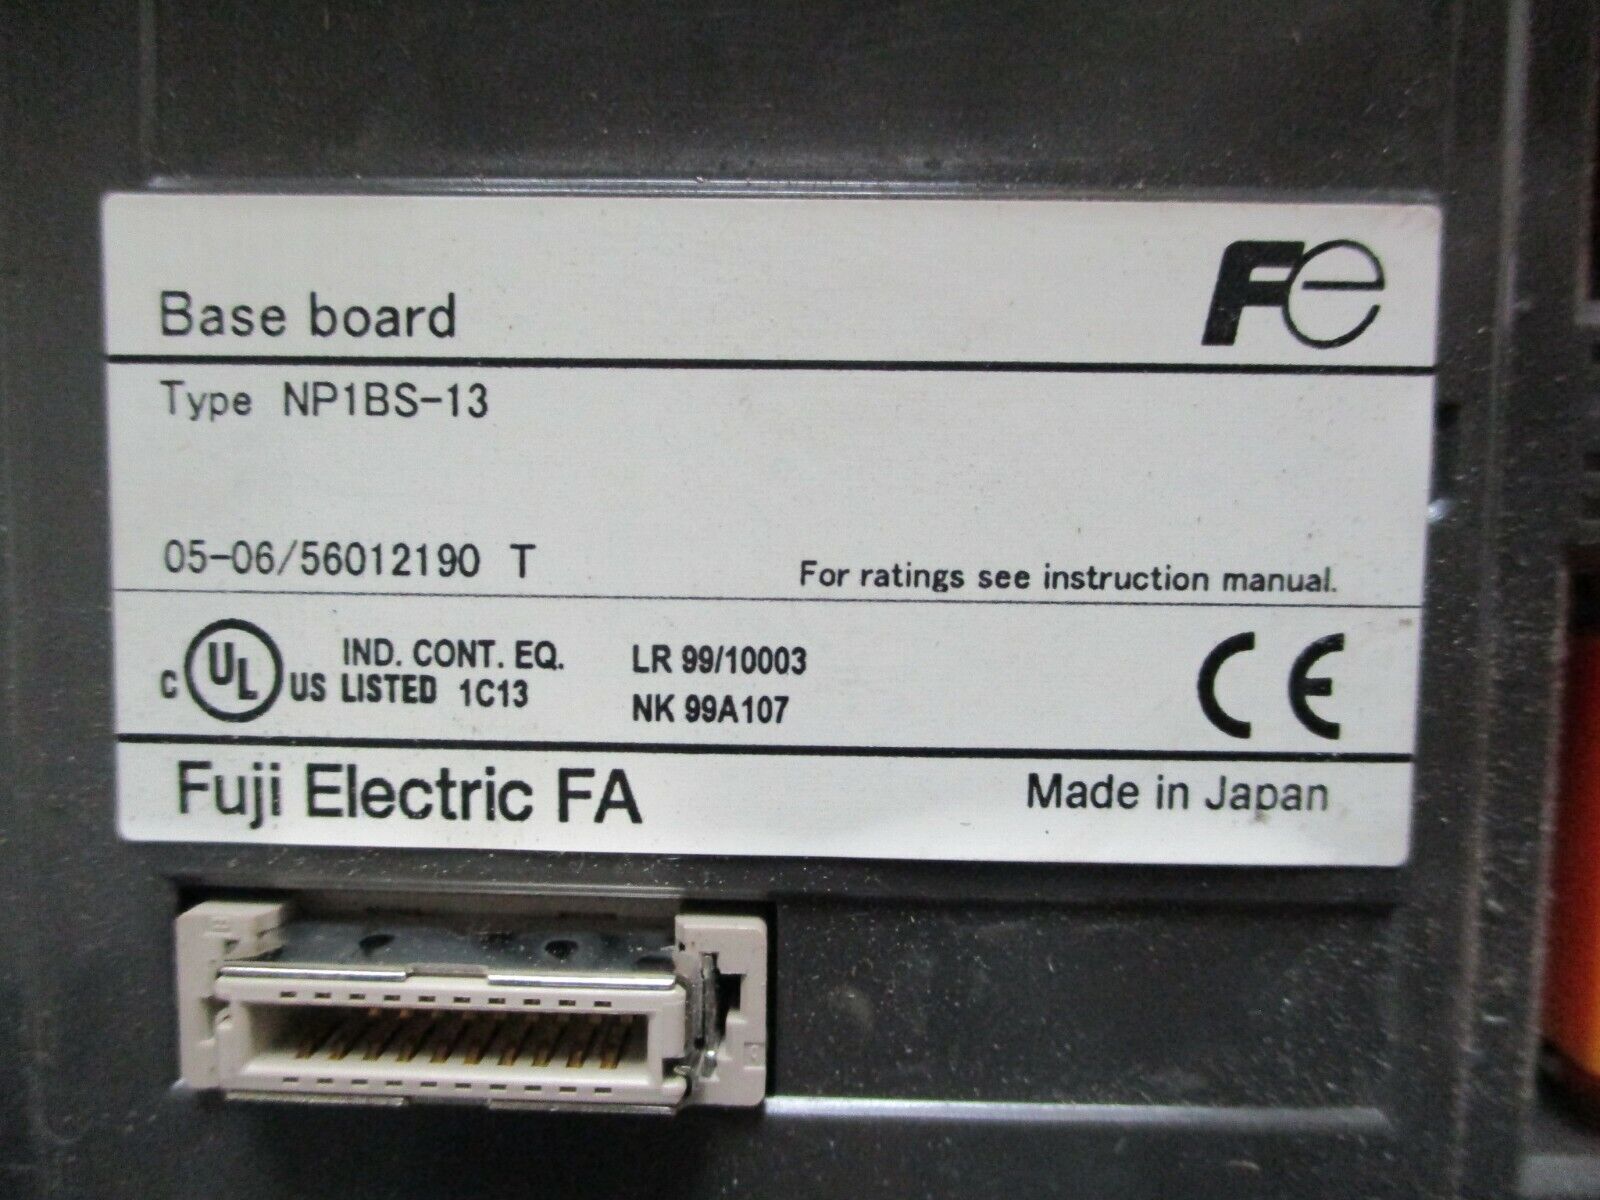 Base board
Fe
Type NP1BS-13
05-06/56012190 T
For ratings see instruction manual.
C UL US
IND. CONT. EQ.
LISTED 1C13
LR 99/10003
NK 99A107
CE
Fuji Electric FA
Made in Japan